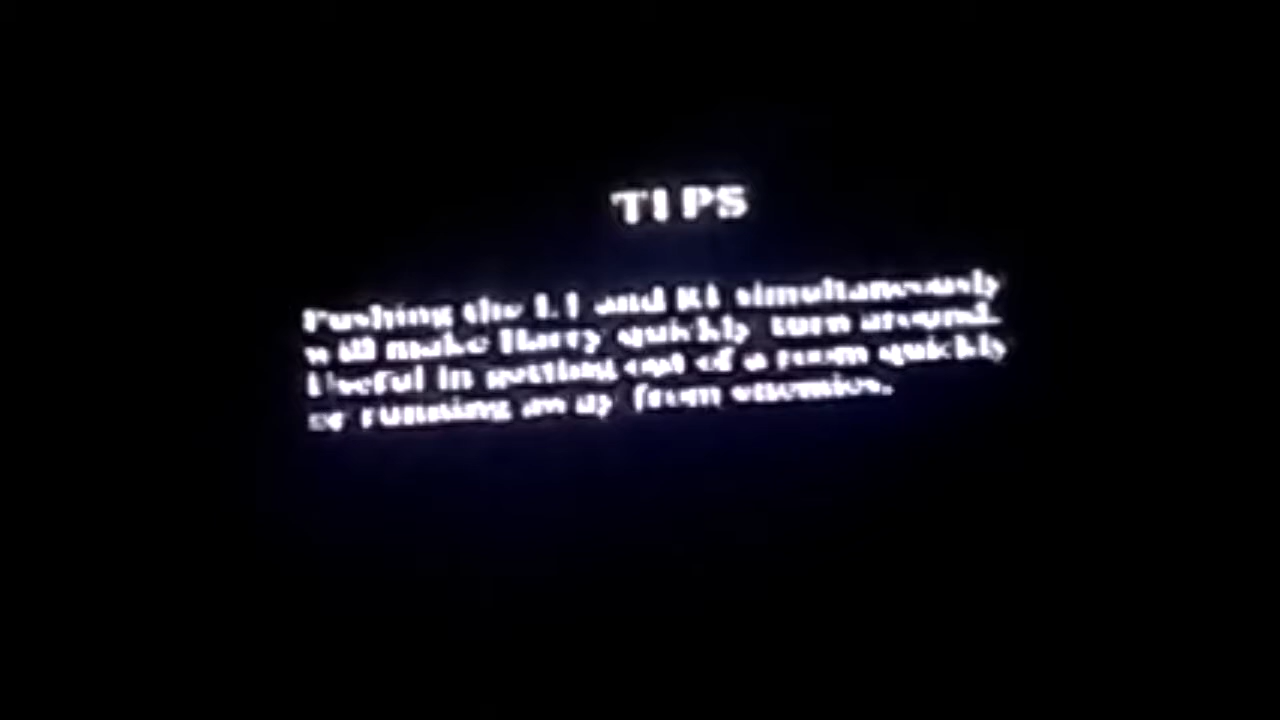 TIPS
Pushing the L1 and R1 simultaneously
will make Harry quickly turn around.
Useful in getting out of a room quickly
or running away from enemies.